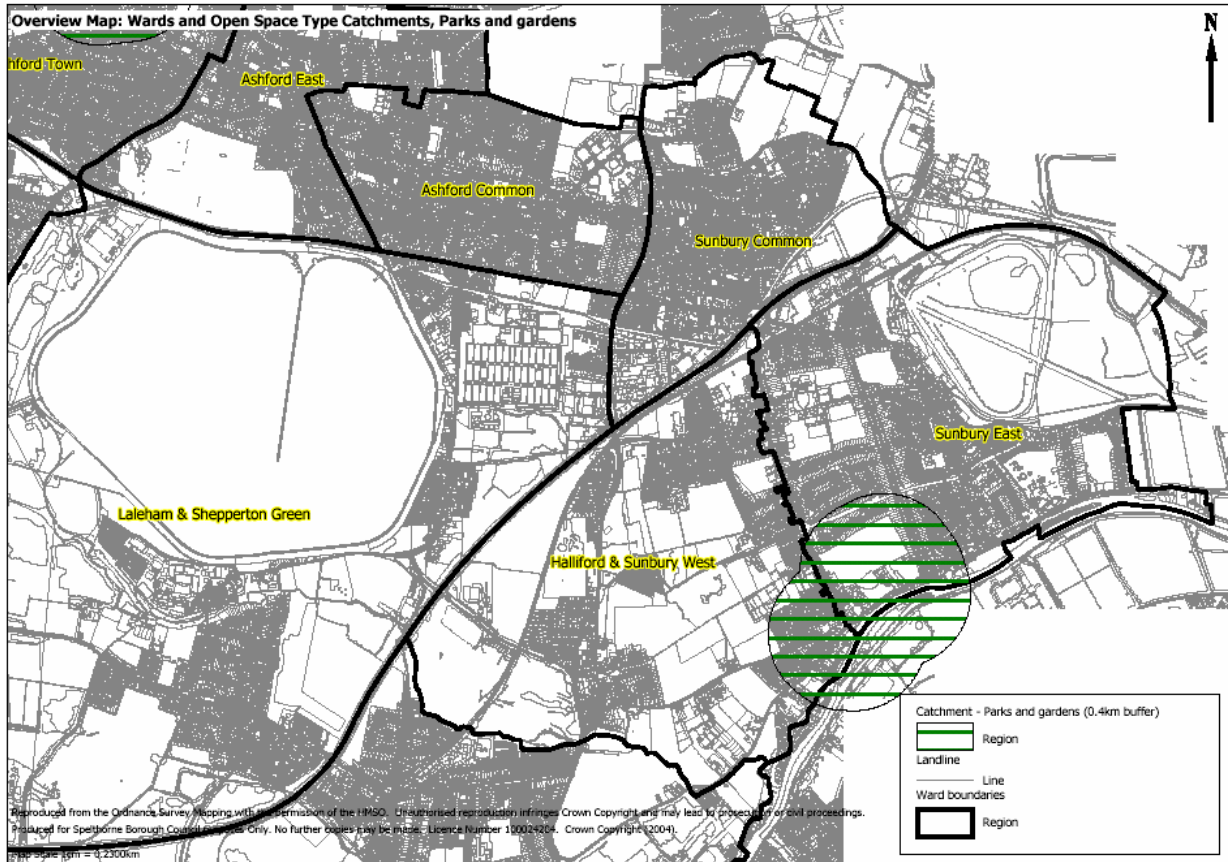 Overview Map: Wards and Open Space Type Catchments, Parks and gardens
N
hford Town
Ashford East
Ashford Common
Sunbury Common
Sunbury East
Laleham & Shepperton Green
Halliford & Sunbury West
Catchment - Parks and gardens (0.4km buffer)
Region
Landline
Line
Ward boundaries
Region
Reproduced from the Ordnance Survey Mapping with the permission of the HMSO. Unauthorised reproduction infringes Crown Copyright and may lead to prosecution or civil proceedings.
Produced for Spelthorne Borough Council Purposes Only. No further copies may be made. Licence Number 100024284. Crown Copyright (2004).
Map Scale 1cm = 0.2300km